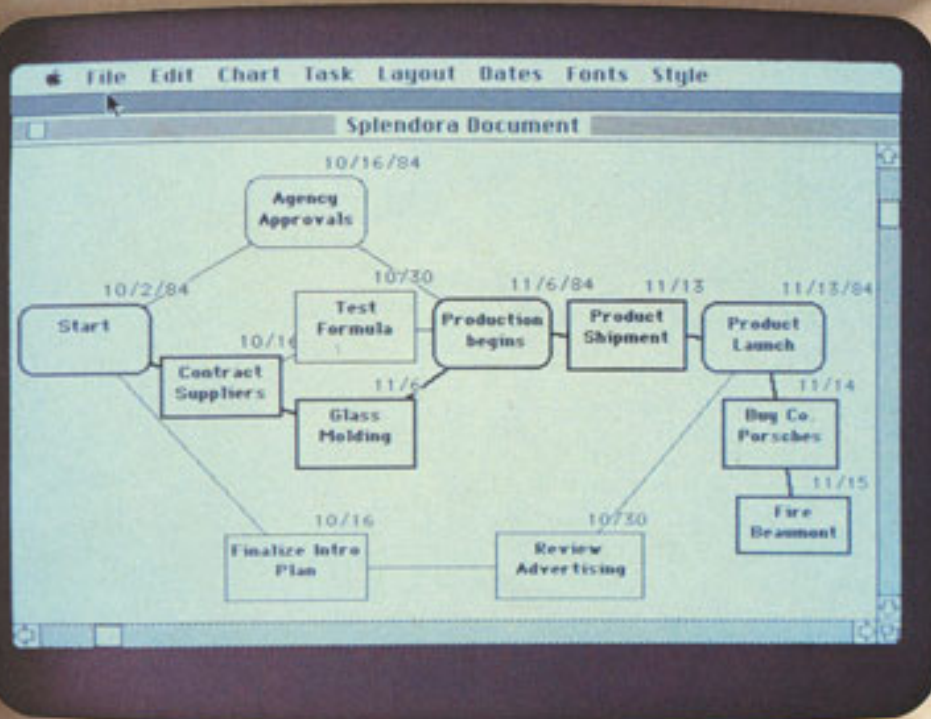 File Edit Chart Task Layout Dates Fonts Style
Splendora Document
10/16/84
Agency
Approvals
10/2/84
Start
10/30
Test
Formula
11/6/84
Production
begins
11/13
Product
Shipment
11/13/84
Product
Launch
10/16
Contract
Suppliers
11/6
Glass
Molding
11/14
Buy Co.
Porsches
11/15
Fire
Beaumont
10/16
Finalize Intro
Plan
10/30
Review
Advertising